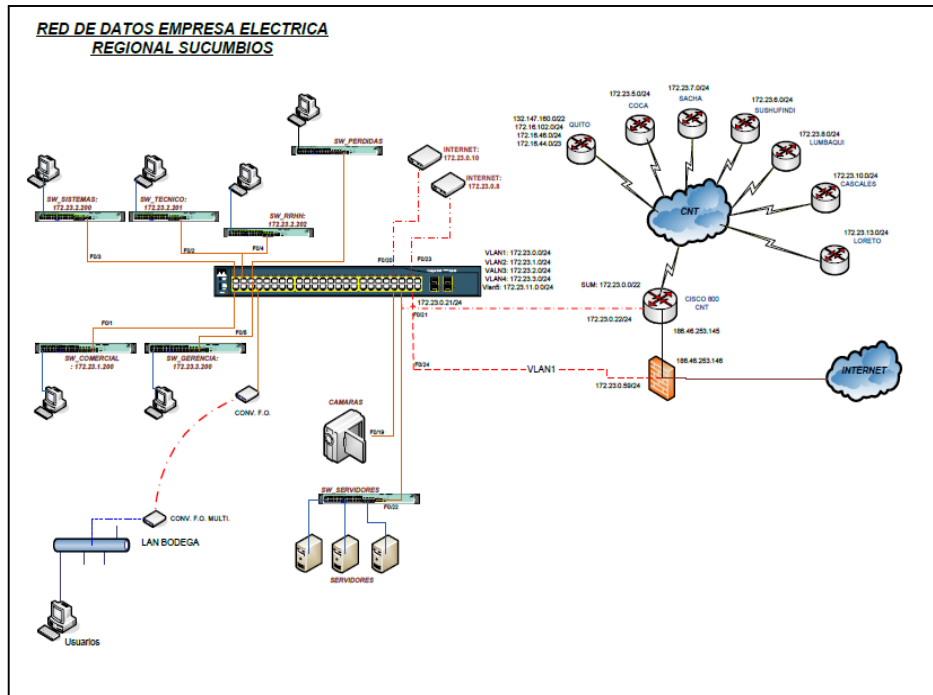 RED DE DATOS EMPRESA ELECTRICA
REGIONAL SUCUMBIOS
SW_PERDIDAS
SW_SISTEMAS:
172.23.2.200
SW_TECNICO:
172.23.2.201
SW_RRHH:
172.23.2.202
INTERNET:
172.23.0.10
INTERNET:
172.23.0.8
F0/3
F0/2
F0/4
F0/20
F0/23
VLAN1: 172.23.0.0/24
VLAN2: 172.23.1.0/24
VALN3: 172.23.2.0/24
VLAN4: 172.23.3.0/24
Vlan5: 172.23.11.0.0/24
172.23.0.21/24
F0/21
132.147.160.0/22
172.16.102.0/24
172.16.46.0/24
172.16.44.0/23
QUITO
172.23.5.0/24
COCA
172.23.7.0/24
SACHA
172.23.6.0/24
SUSHUFINDI
172.23.8.0/24
LUMBAQUI
172.23.10.0/24
CASCALES
172.23.13.0/24
LORETO
CNT
SUM: 172.23.0.0/22
CISCO 800
CNT
172.23.0.22/24
186.46.253.145
186.46.253.146
172.23.0.59/24
INTERNET
VLAN1
F0/24
F0/1
F0/5
SW_COMERCIAL
: 172.23.1.200
SW_GERENCIA:
172.23.3.200
CONV. F.O.
CAMARAS
F0/19
SW_SERVIDORES
F0/22
SERVIDORES
CONV. F.O. MULTI.
LAN BODEGA
Usuarios